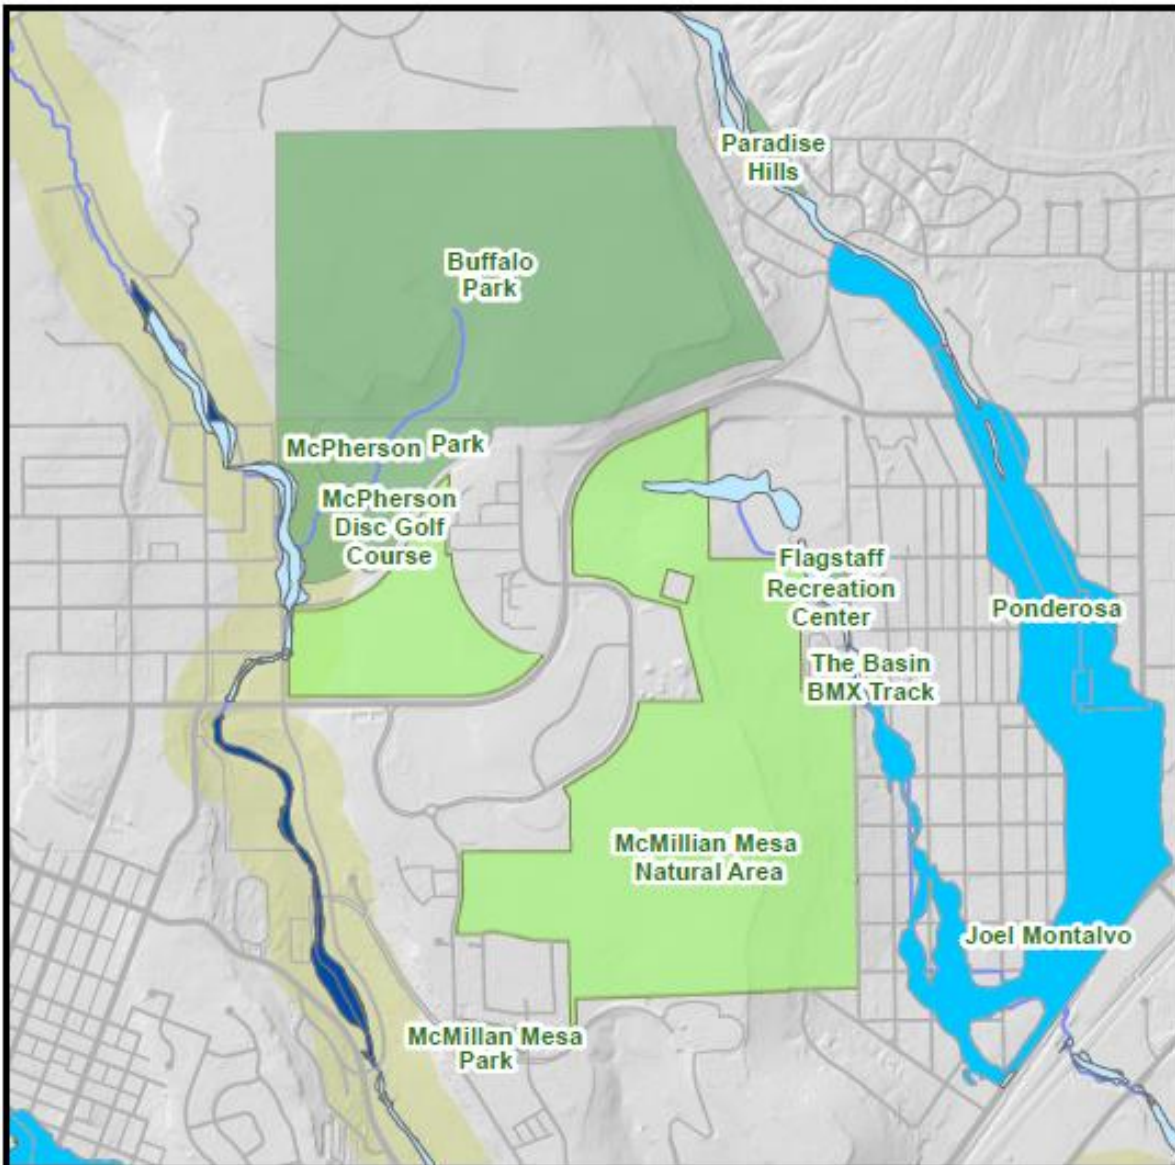 Paradise
Hills
Buffalo
Park
McPherson Park
McPherson
Disc Golf
Course
Flagstaff
Recreation
Center
Ponderosa
The Basin
BMX Track
McMillian Mesa
Natural Area
Joel Montalvo
McMillan Mesa
Park